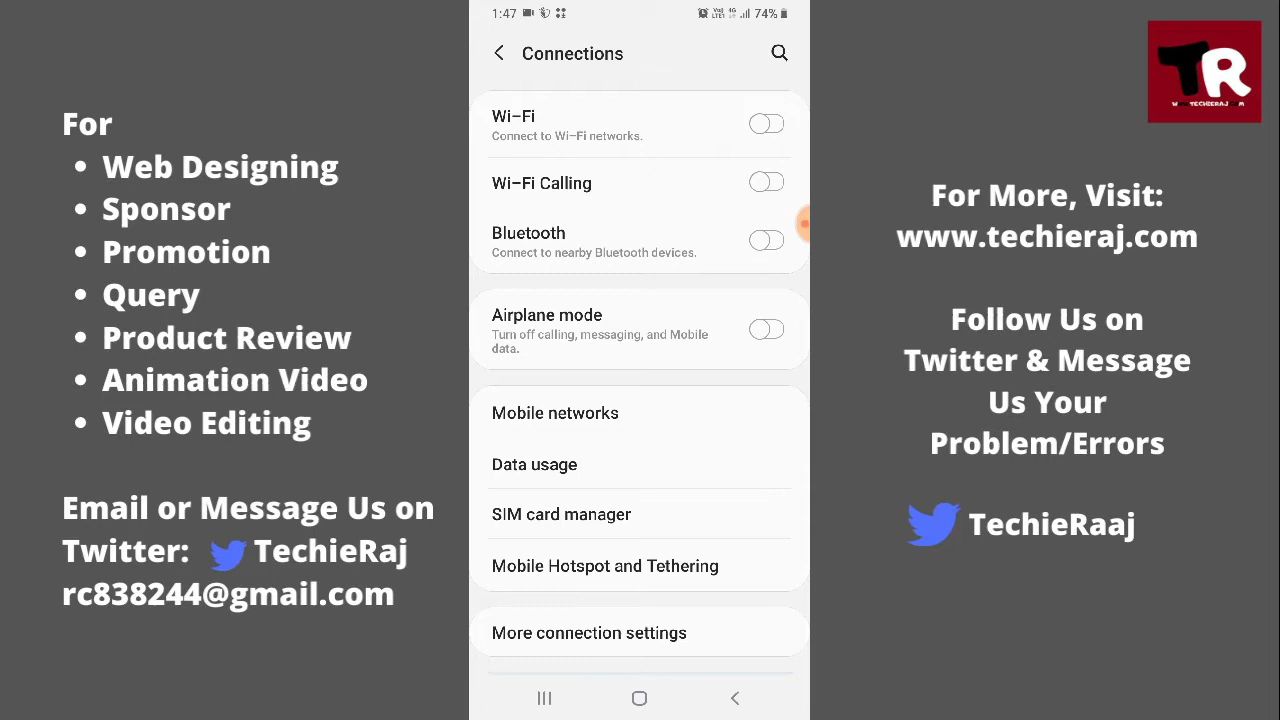 For
• Web Designing
• Sponsor
• Promotion
• Query
• Product Review
• Animation Video
• Video Editing
Email or Message Us on
Twitter: TechieRaj
rc838244@gmail.com
1:47
74%
Connections
Wi-Fi
Connect to Wi-Fi networks.
Wi-Fi Calling
Bluetooth
Connect to nearby Bluetooth devices.
Airplane mode
Turn off calling, messaging, and Mobile
data.
Mobile networks
Data usage
SIM card manager
Mobile Hotspot and Tethering
More connection settings
TR
For More, Visit:
www.techieraj.com
Follow Us on
Twitter & Message
Us Your
Problem/Errors
TechieRaaj